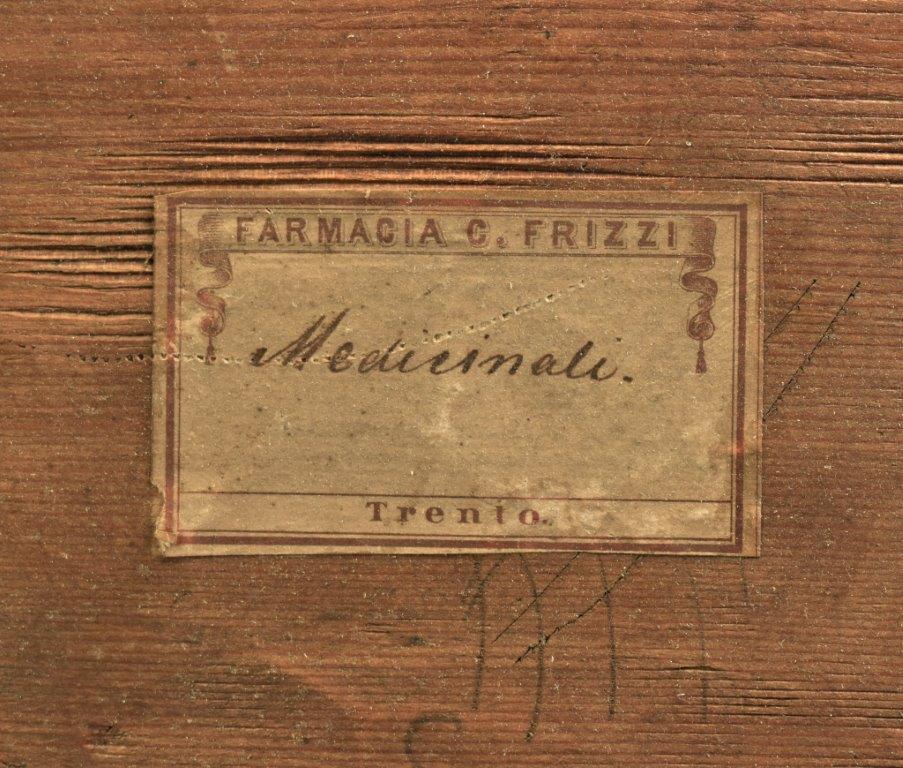 FARMACIA C. FRIZZI
Medicinali.
Trento.